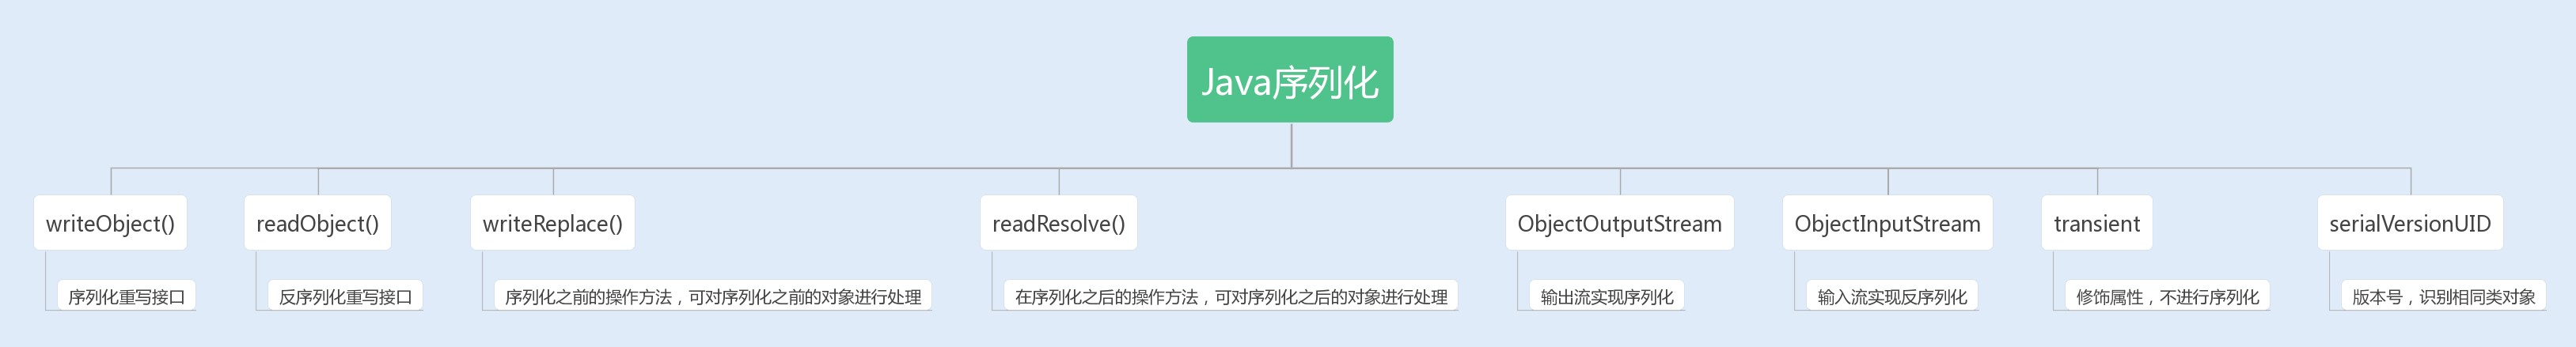 Java序列化
writeObject()
readObject()
writeReplace()
readResolve()
ObjectOutputStream
ObjectInputStream
transient
serialVersionUID
序列化重写接口
反序列化重写接口
序列化之前的操作方法，可对序列化之前的对象进行处理
在序列化之后的操作方法，可对序列化之后的对象进行处理
输出流实现序列化
输入流实现反序列化
修饰属性，不进行序列化
版本号，识别相同类对象